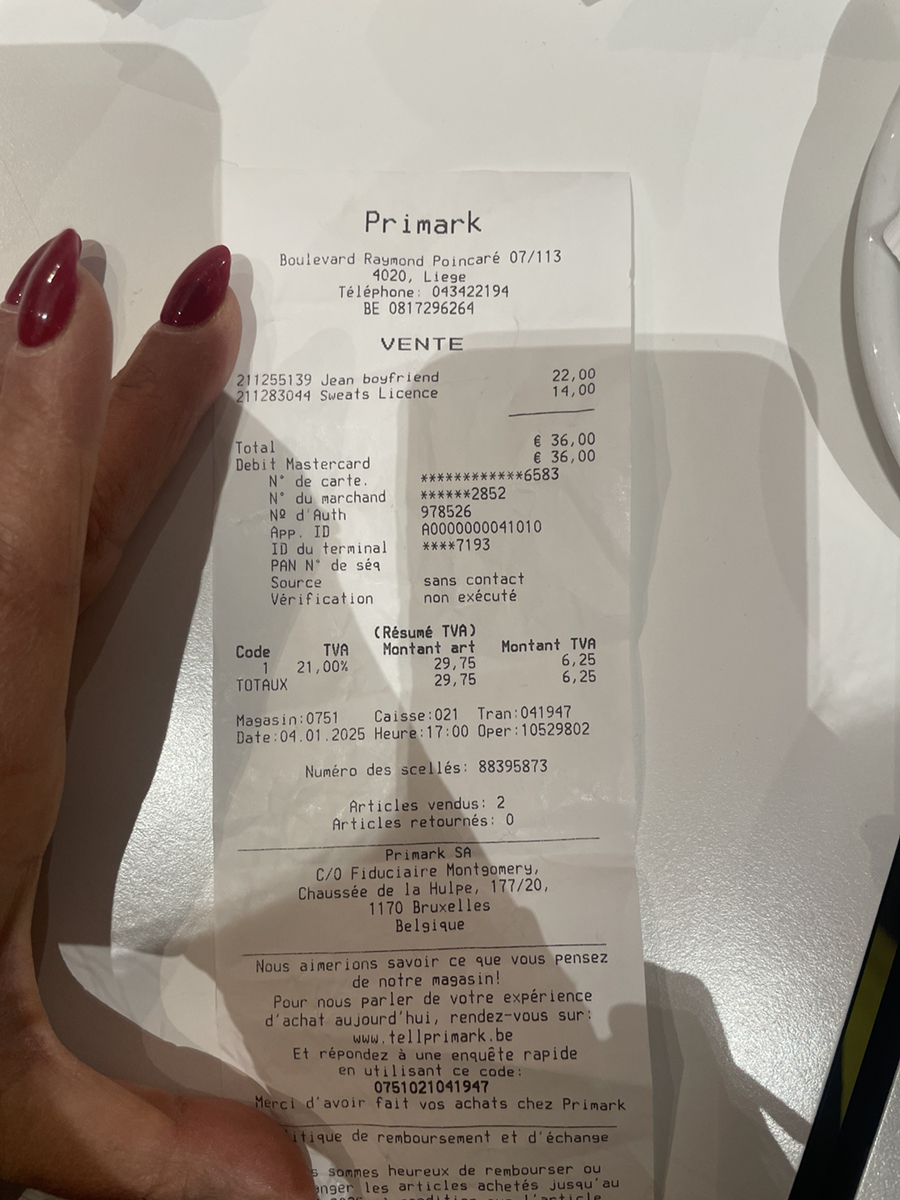 Primark
Boulevard Raymond Poincaré 07/113
4020, Liege
Téléphone: 043422194
BE 0817296264
VENTE
211255139 Jean boyfriend 22,00
211283044 Sweats Licence 14,00
Total € 36,00
Debit Mastercard € 36,00
N° de carte. ************6583
N° du marchand ******2852
Nº d'Auth 978526
App. ID A0000000041010
ID du terminal ****7193
PAN N° de séq
Source sans contact
Vérification non exécuté
(Résumé TVA)
Code TVA Montant art Montant TVA
1 21,00% 29,75 6,25
TOTAUX 29,75 6,25
Magasin:0751 Caisse:021 Tran:041947
Date:04.01.2025 Heure:17:00 Oper:10529802
Numéro des scellés: 88395873
Articles vendus: 2
Articles retournés: 0
Primark SA
C/O Fiduciaire Montgomery,
Chaussée de la Hulpe, 177/20,
1170 Bruxelles
Belgique
Nous aimerions savoir ce que vous pensez
de notre magasin!
Pour nous parler de votre expérience
d'achat aujourd'hui, rendez-vous sur:
www.tellprimark.be
Et répondez à une enquête rapide
en utilisant ce code:
0751021041947
Merci d'avoir fait vos achats chez Primark
itique de remboursement et d'échange
s sommes heureux de rembourser ou
anger les articles achetés jusqu'au